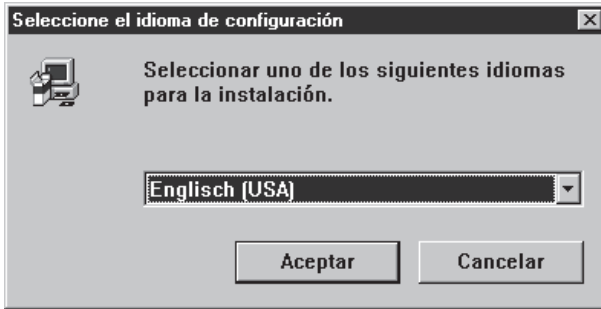 Seleccione el idioma de configuración
Seleccionar uno de los siguientes idiomas
para la instalación.
Englisch (USA)
Aceptar
Cancelar